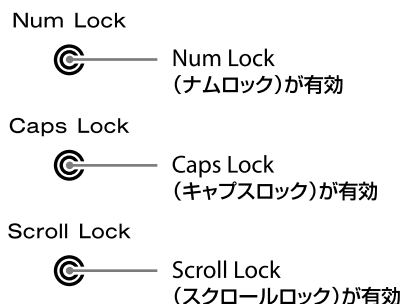 Num Lock
Num Lock
（ナムロック）が有効
Caps Lock
Caps Lock
（キャプスロック）が有効
Scroll Lock
Scroll Lock
（スクロールロック）が有効